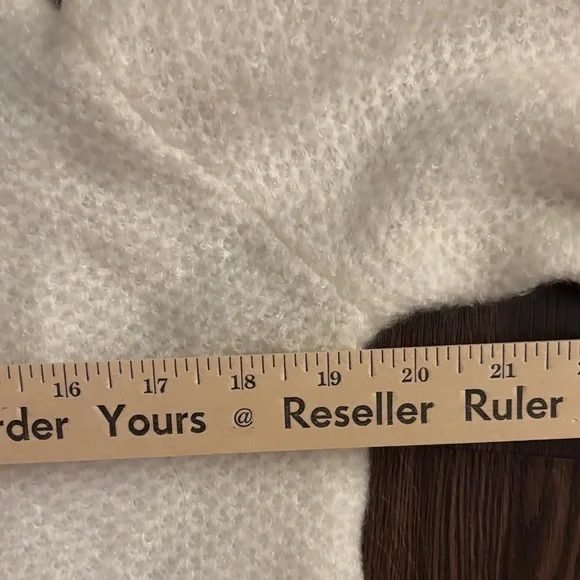 16 17 18 19 20 21
rder Yours @ Reseller Ruler